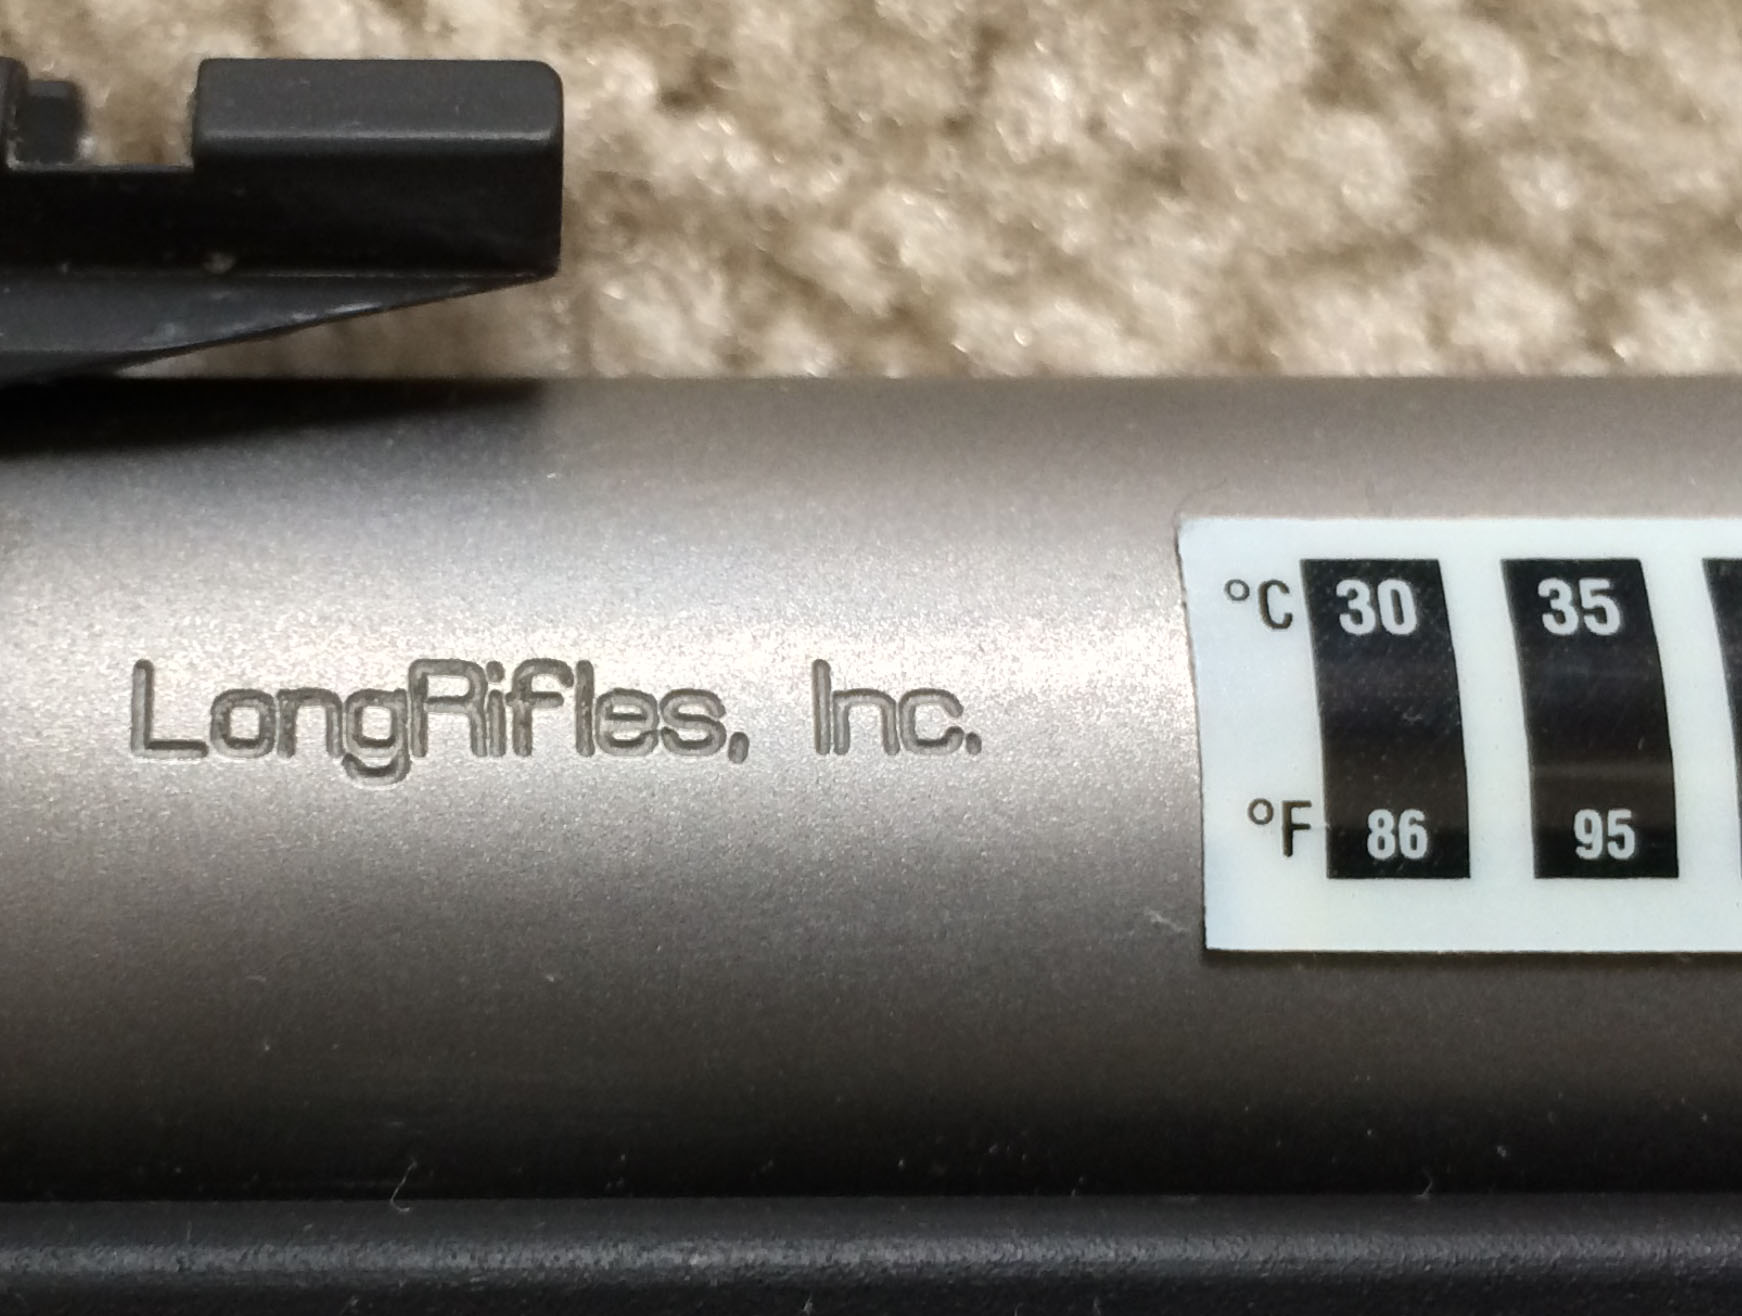 LongRifles, Inc.
°C 30 35
°F 86 95